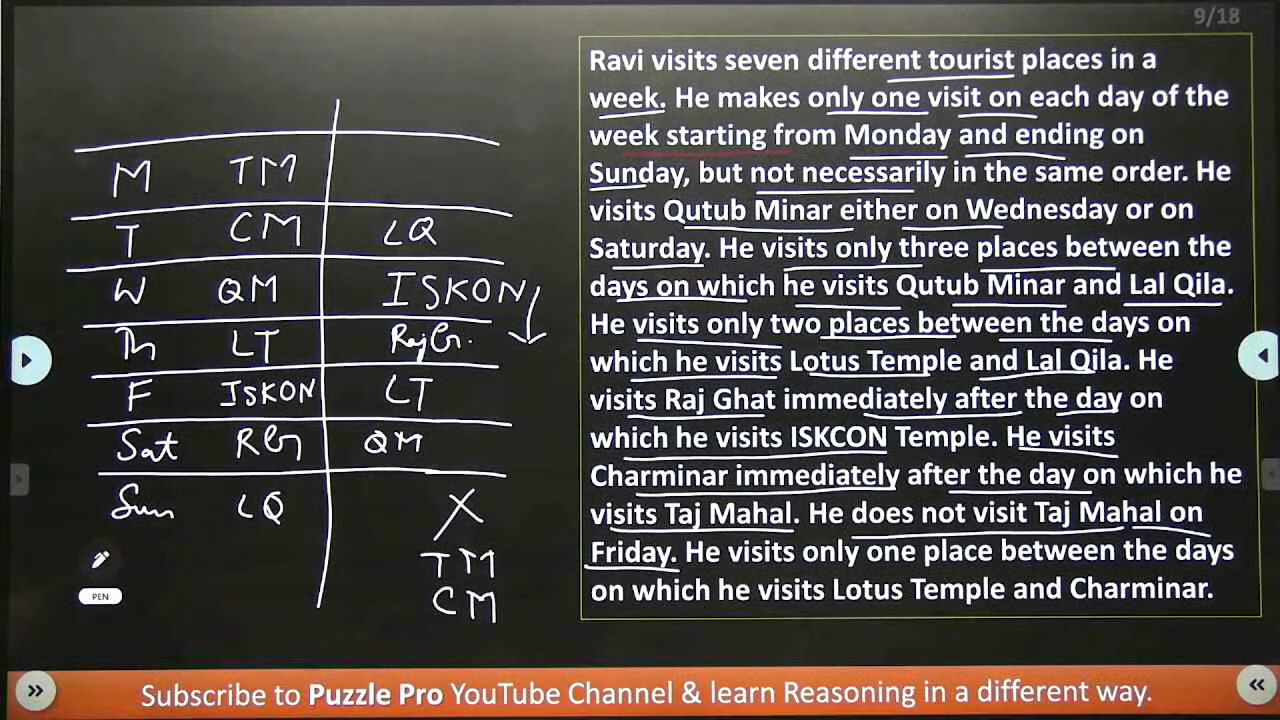 9/18
Ravi visits seven different tourist places in a
week. He makes only one visit on each day of the
week starting from Monday and ending on
Sunday, but not necessarily in the same order. He
visits Qutub Minar either on Wednesday or on
Saturday. He visits only three places between the
days on which he visits Qutub Minar and Lal Qila.
He visits only two places between the days on
which he visits Lotus Temple and Lal Qila. He
visits Raj Ghat immediately after the day on
which he visits ISKCON Temple. He visits
Charminar immediately after the day on which he
visits Taj Mahal. He does not visit Taj Mahal on
Friday. He visits only one place between the days
on which he visits Lotus Temple and Charminar.
M TM
T CM LQ
W QM ISKON
Th LT Raj G.
F ISKON LT
Sat RG QM
Sun LQ X
TM
CM
PEN
Subscribe to Puzzle Pro YouTube Channel & learn Reasoning in a different way.